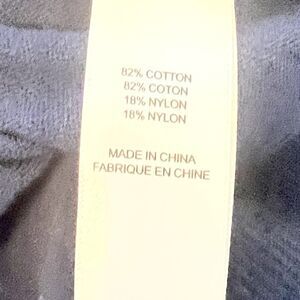 82% COTTON
82% COTON
18% NYLON
18% NYLON
MADE IN CHINA
FABRIQUE EN CHINE